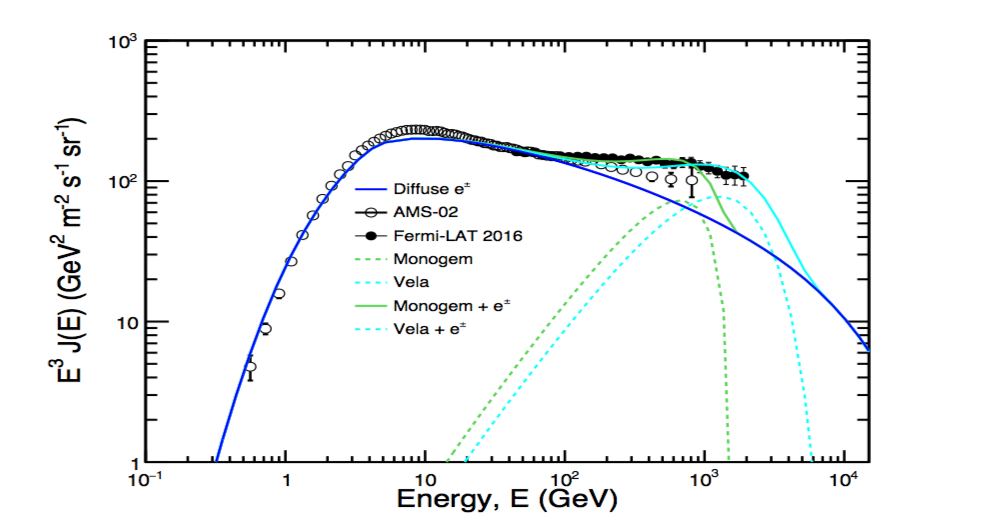 10³
10²
10
1
E³ J(E) (GeV² m⁻² s⁻¹ sr⁻¹)
Diffuse e±
AMS-02
Fermi-LAT 2016
Monogem
Vela
Monogem + e±
Vela + e±
10⁻¹ 1 10 10² 10³ 10⁴
Energy, E (GeV)